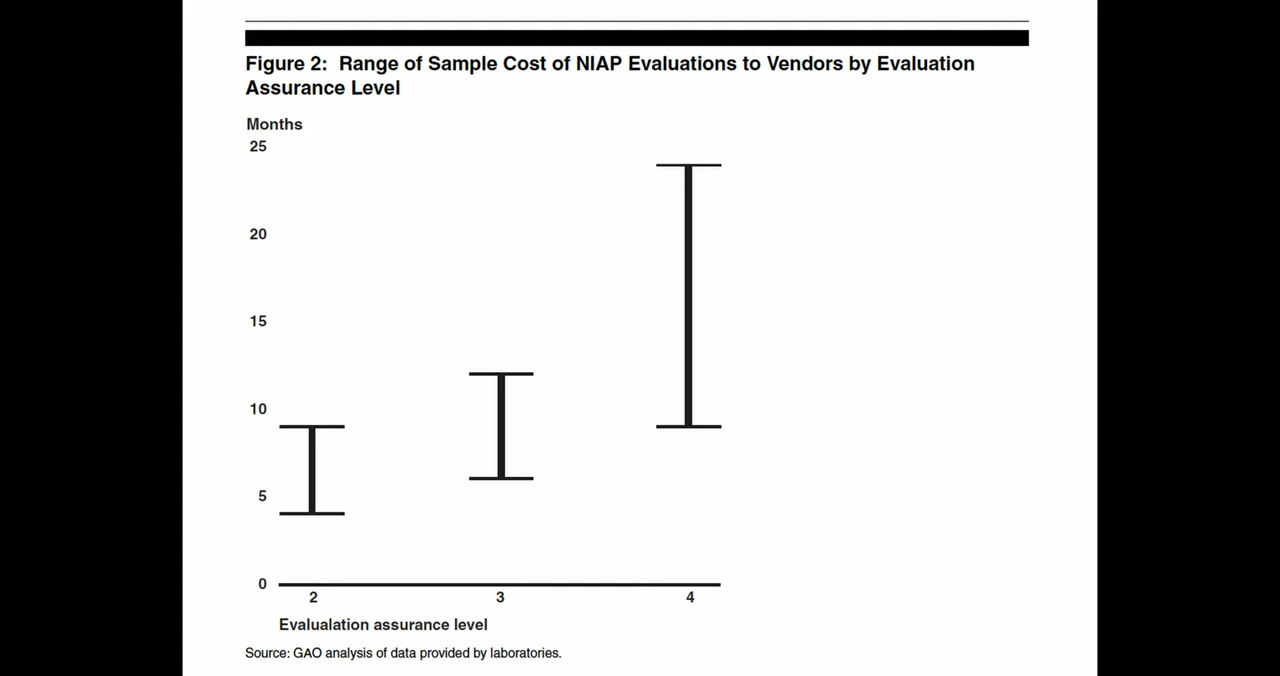 Figure 2: Range of Sample Cost of NIAP Evaluations to Vendors by Evaluation
Assurance Level
Months
25
20
15
10
5
0
2 3 4
Evalualation assurance level
Source: GAO analysis of data provided by laboratories.